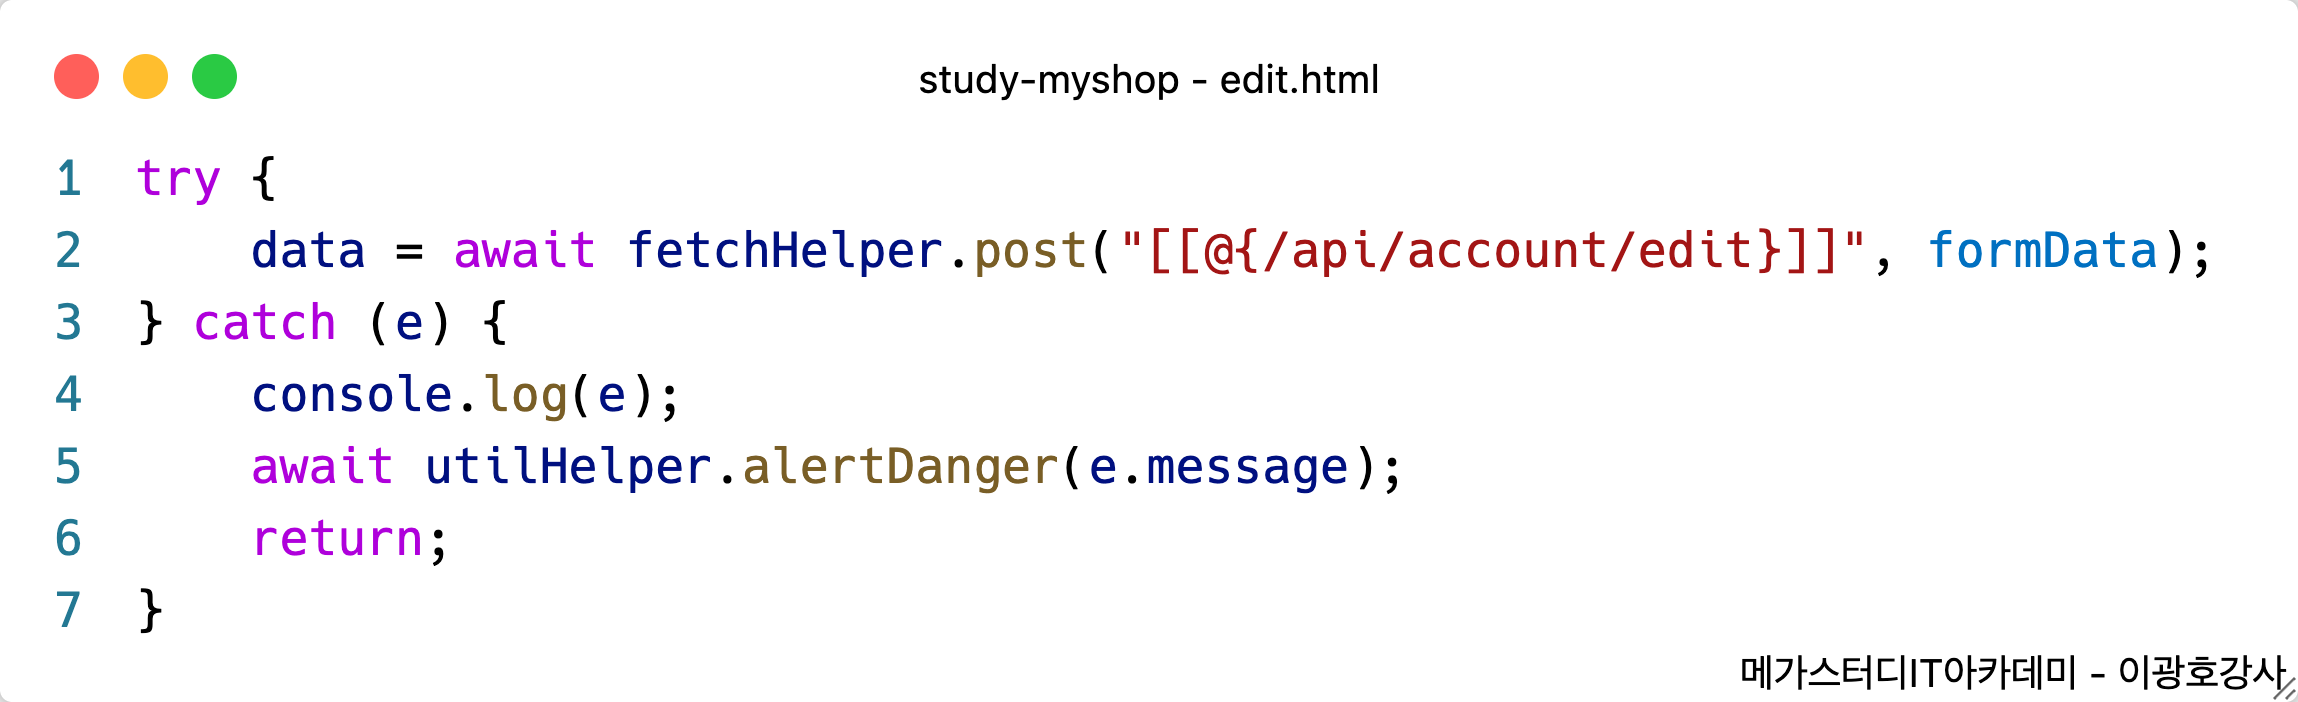 study-myshop - edit.html
1 try {
2     data = await fetchHelper.post("[[@{/api/account/edit}]]", formData);
3 } catch (e) {
4     console.log(e);
5     await utilHelper.alertDanger(e.message);
6     return;
7 }
메가스터디IT아카데미 - 이광호강사